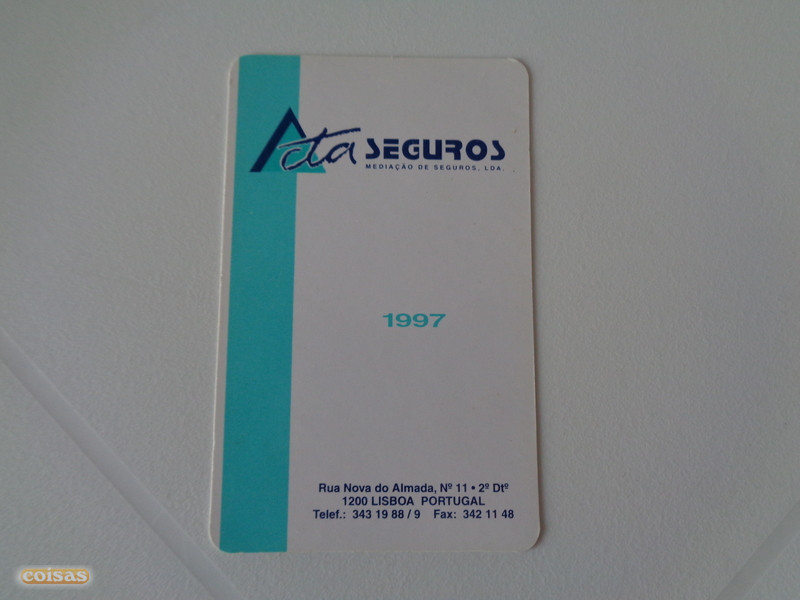 Acta SEGUROS
MEDIAÇÃO DE SEGUROS, LDA.
1997
Rua Nova do Almada, Nº 11 • 2º Dtº
1200 LISBOA PORTUGAL
Telef.: 343 19 88 / 9 Fax: 342 11 48
coisas